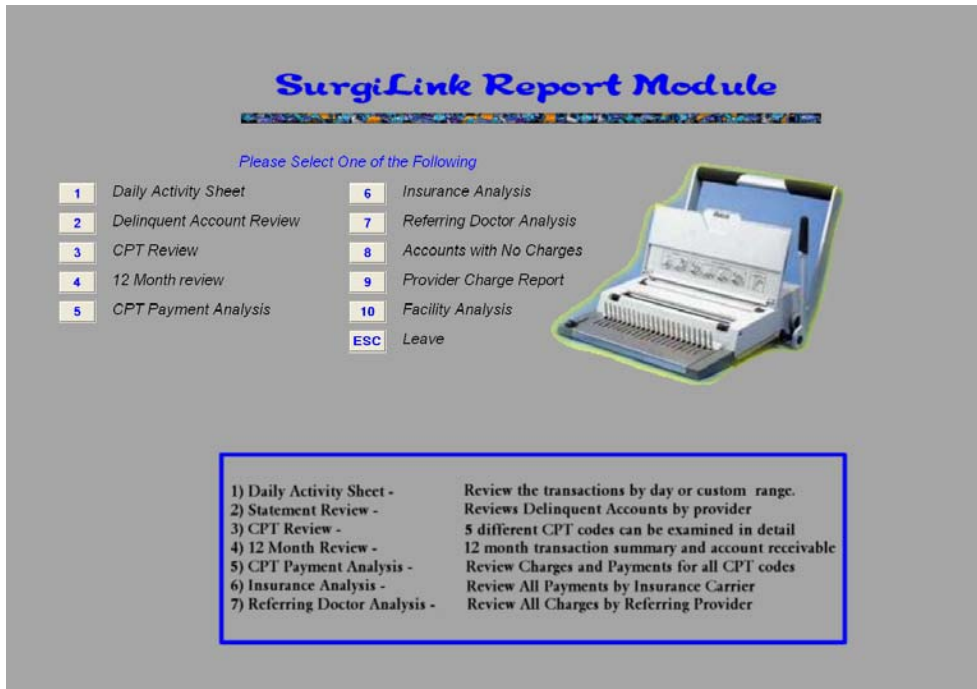 SurgiLink Report Module
Please Select One of the Following
1 Daily Activity Sheet
2 Delinquent Account Review
3 CPT Review
4 12 Month review
5 CPT Payment Analysis
6 Insurance Analysis
7 Referring Doctor Analysis
8 Accounts with No Charges
9 Provider Charge Report
10 Facility Analysis
ESC Leave
1) Daily Activity Sheet - Review the transactions by day or custom range.
2) Statement Review - Reviews Delinquent Accounts by provider
3) CPT Review - 5 different CPT codes can be examined in detail
4) 12 Month Review - 12 month transaction summary and account receivable
5) CPT Payment Analysis - Review Charges and Payments for all CPT codes
6) Insurance Analysis - Review All Payments by Insurance Carrier
7) Referring Doctor Analysis - Review All Charges by Referring Provider